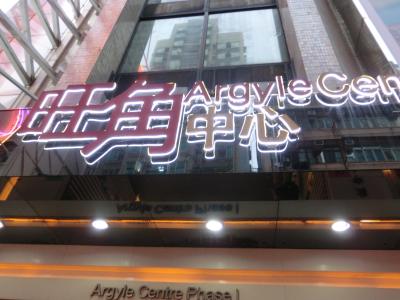 旺角 Argyle Cen
中心
Argyle Centre Phase I